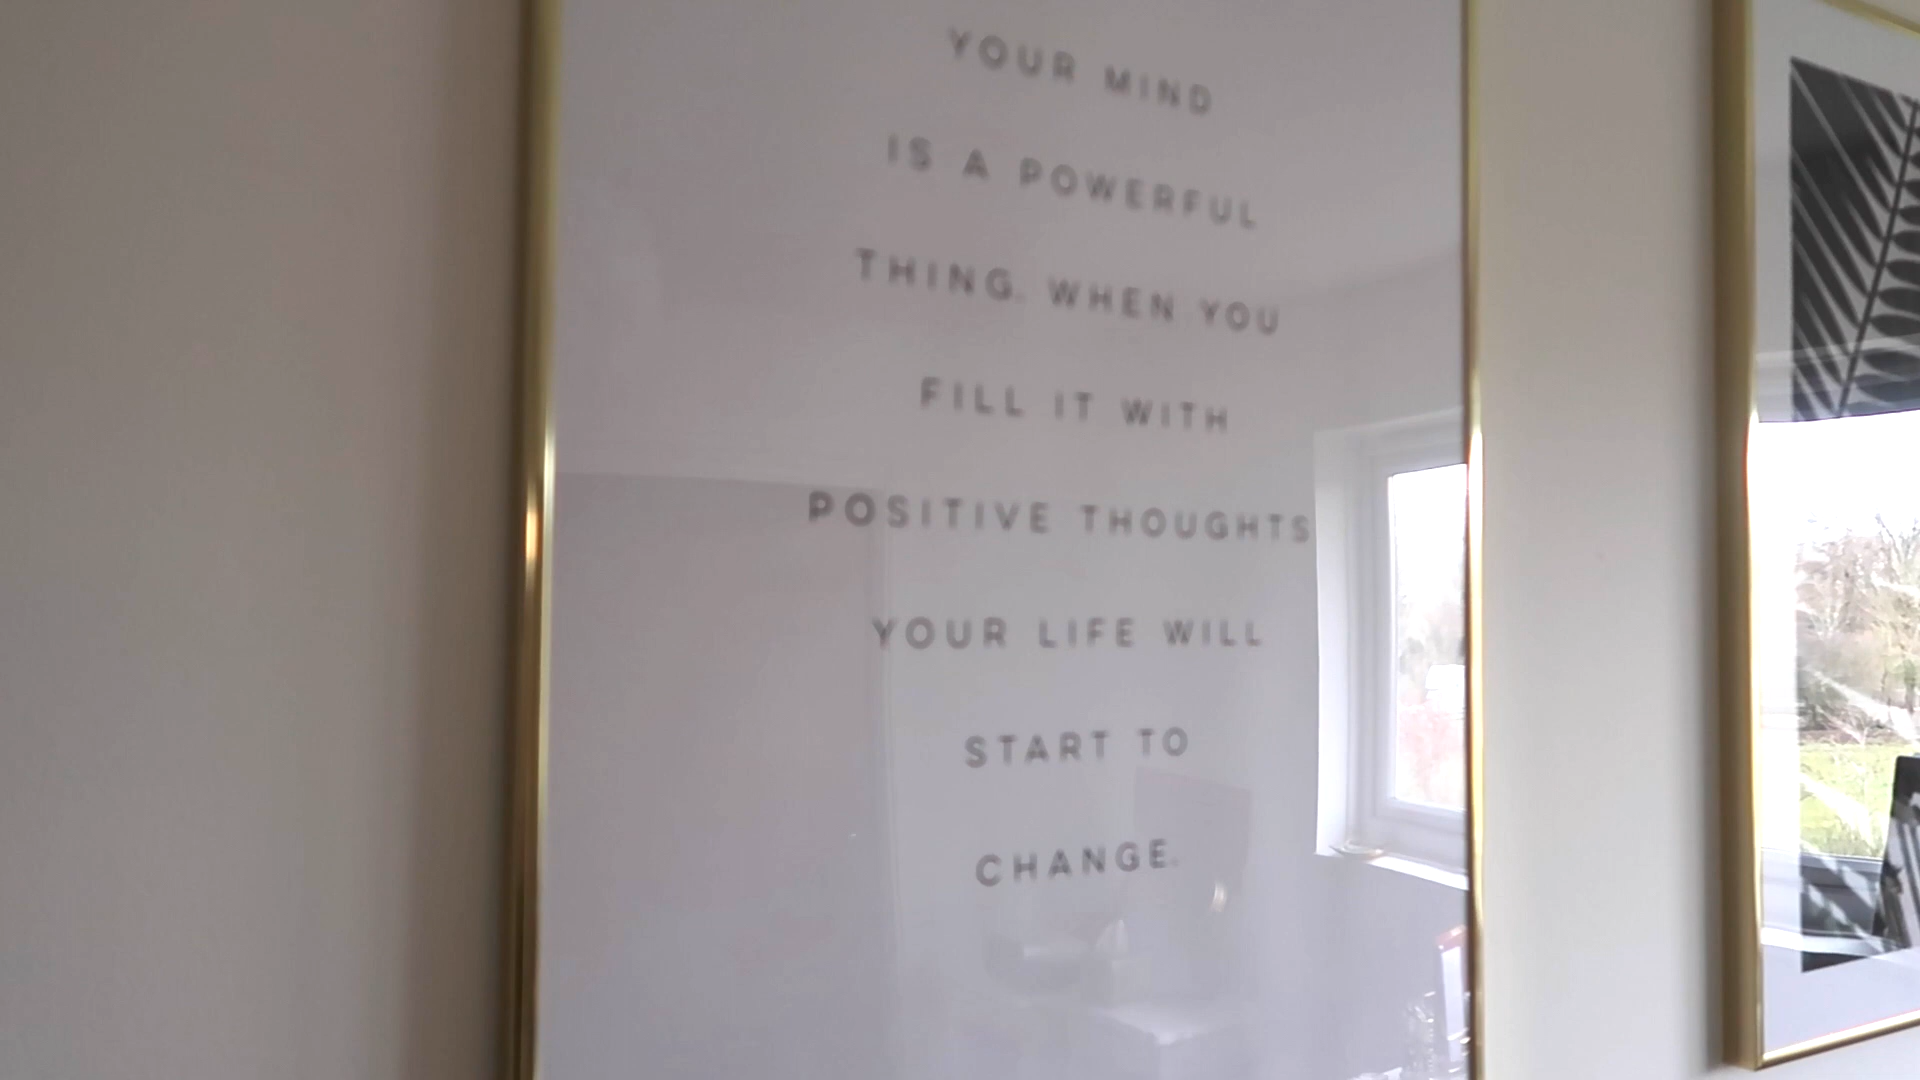 YOUR MIND
IS A POWERFUL
THING. WHEN YOU
FILL IT WITH
POSITIVE THOUGHTS
YOUR LIFE WILL
START TO
CHANGE.